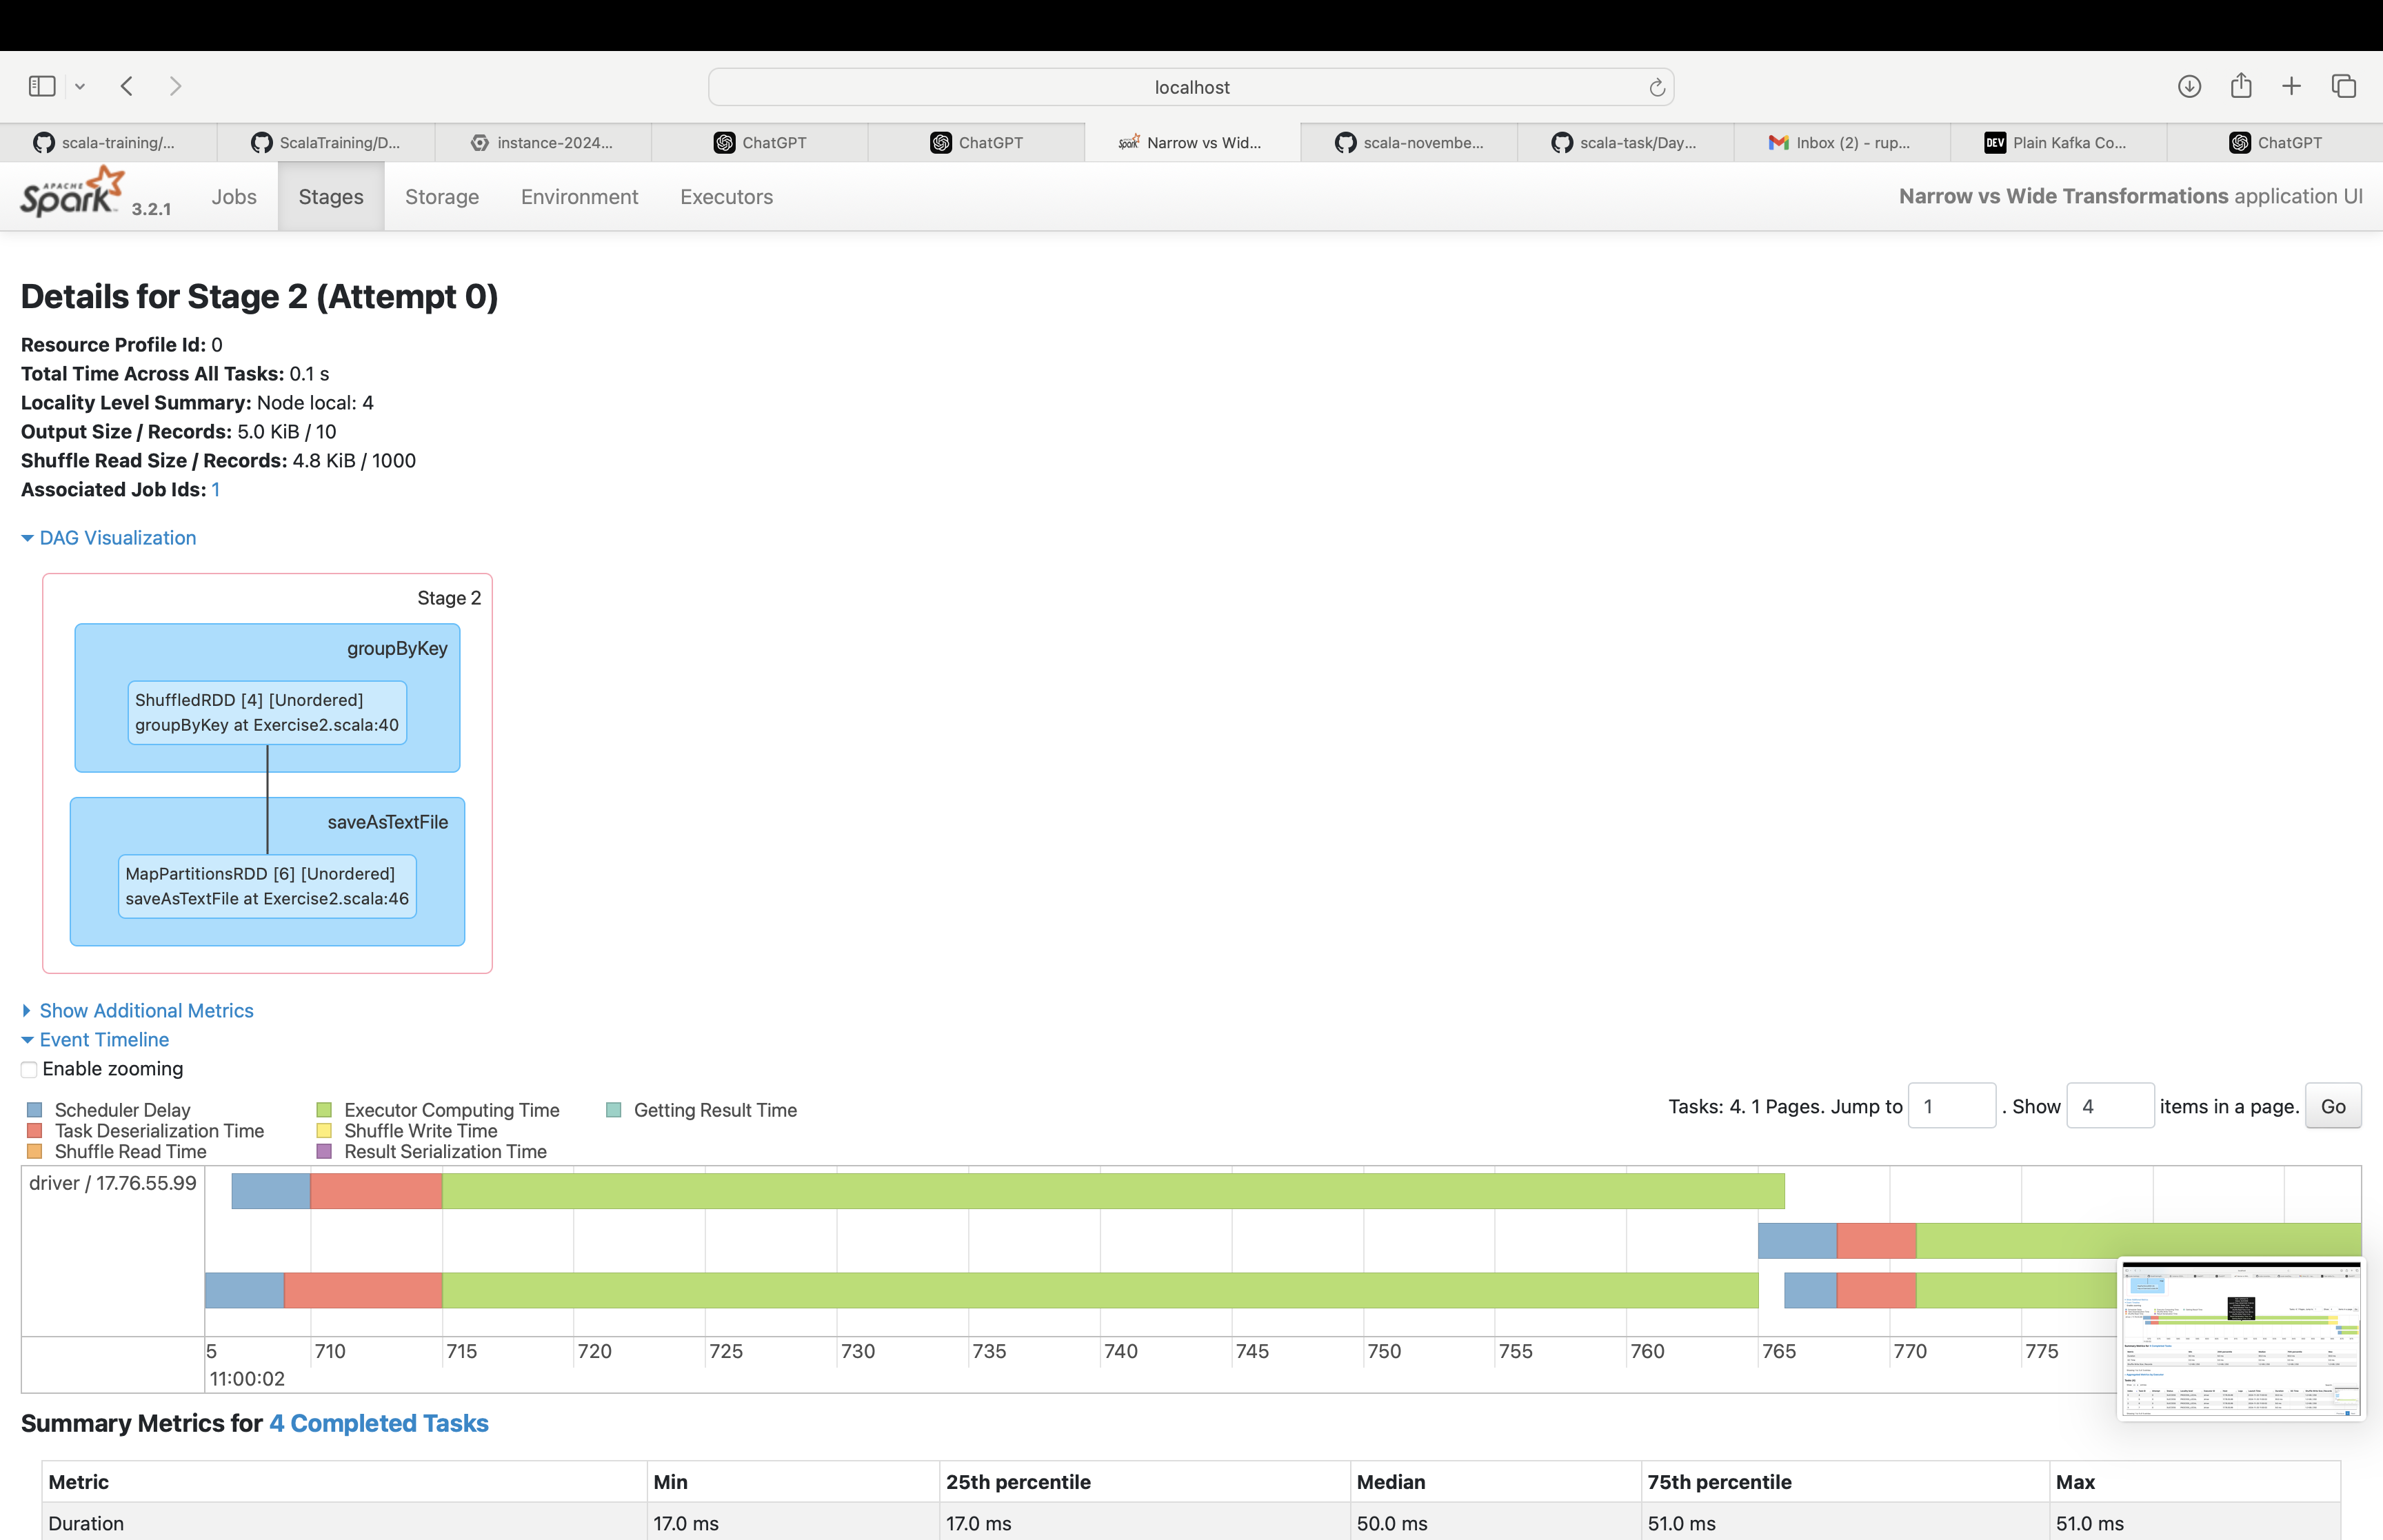 localhost
scala-training/...
ScalaTraining/D...
instance-2024...
ChatGPT
ChatGPT
Narrow vs Wid...
scala-novembe...
scala-task/Day...
Inbox (2) - rup...
DEV Plain Kafka Co...
ChatGPT
APACHE Spark 3.2.1
Jobs
Stages
Storage
Environment
Executors
Narrow vs Wide Transformations application UI
Details for Stage 2 (Attempt 0)
Resource Profile Id: 0
Total Time Across All Tasks: 0.1 s
Locality Level Summary: Node local: 4
Output Size / Records: 5.0 KiB / 10
Shuffle Read Size / Records: 4.8 KiB / 1000
Associated Job Ids: 1
DAG Visualization
Stage 2
groupByKey
ShuffledRDD [4] [Unordered]
groupByKey at Exercise2.scala:40
saveAsTextFile
MapPartitionsRDD [6] [Unordered]
saveAsTextFile at Exercise2.scala:46
Show Additional Metrics
Event Timeline
Enable zooming
Scheduler Delay
Task Deserialization Time
Shuffle Read Time
Executor Computing Time
Shuffle Write Time
Result Serialization Time
Getting Result Time
Tasks: 4. 1 Pages. Jump to 1 . Show 4 items in a page. Go
driver / 17.76.55.99
5 710 715 720 725 730 735 740 745 750 755 760 765 770 775
11:00:02
Summary Metrics for 4 Completed Tasks
Metric Min 25th percentile Median 75th percentile Max
Duration 17.0 ms 17.0 ms 50.0 ms 51.0 ms 51.0 ms